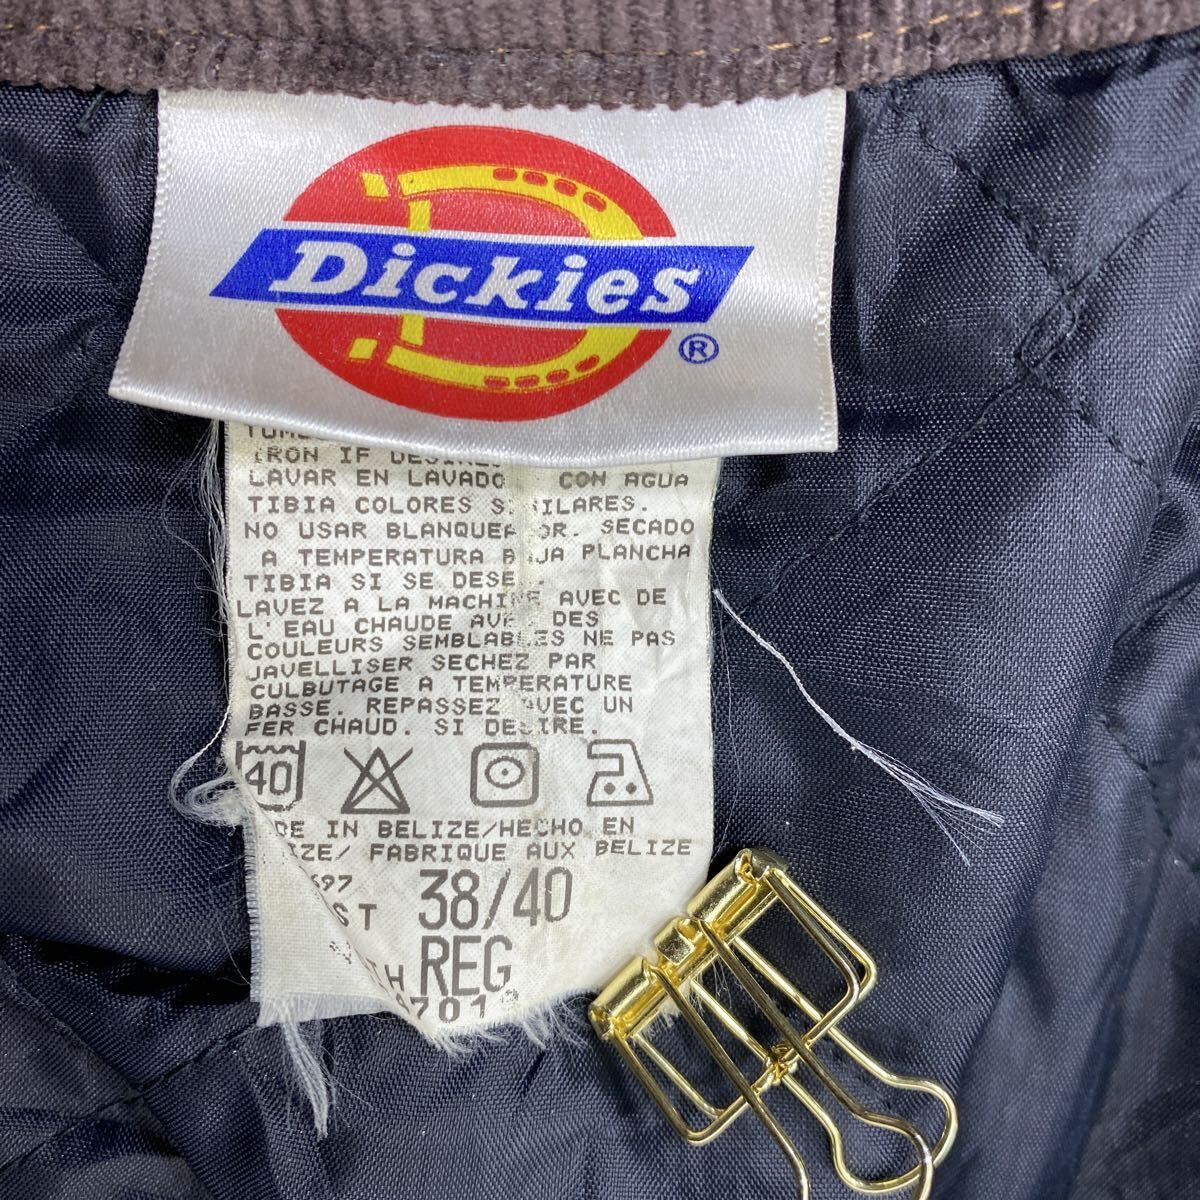 Dickies
®
IRON IF DESIRED
LAVAR EN LAVADO CON AGUA
TIBIA COLORES SIMILARES.
NO USAR BLANQUEADOR. SECADO
A TEMPERATURA BAJA PLANCHA
TIBIA SI SE DESEA.
LAVEZ A LA MACHINE AVEC DE
L'EAU CHAUDE AVEC DES
COULEURS SEMBLABLES NE PAS
JAVELLISER SECHEZ PAR
CULBUTAGE A TEMPERATURE
BASSE. REPASSEZ AVEC UN
FER CHAUD. SI DESIRE.
40
MADE IN BELIZE/HECHO EN
BELIZE/ FABRIQUE AUX BELIZE
697
38/40
REG